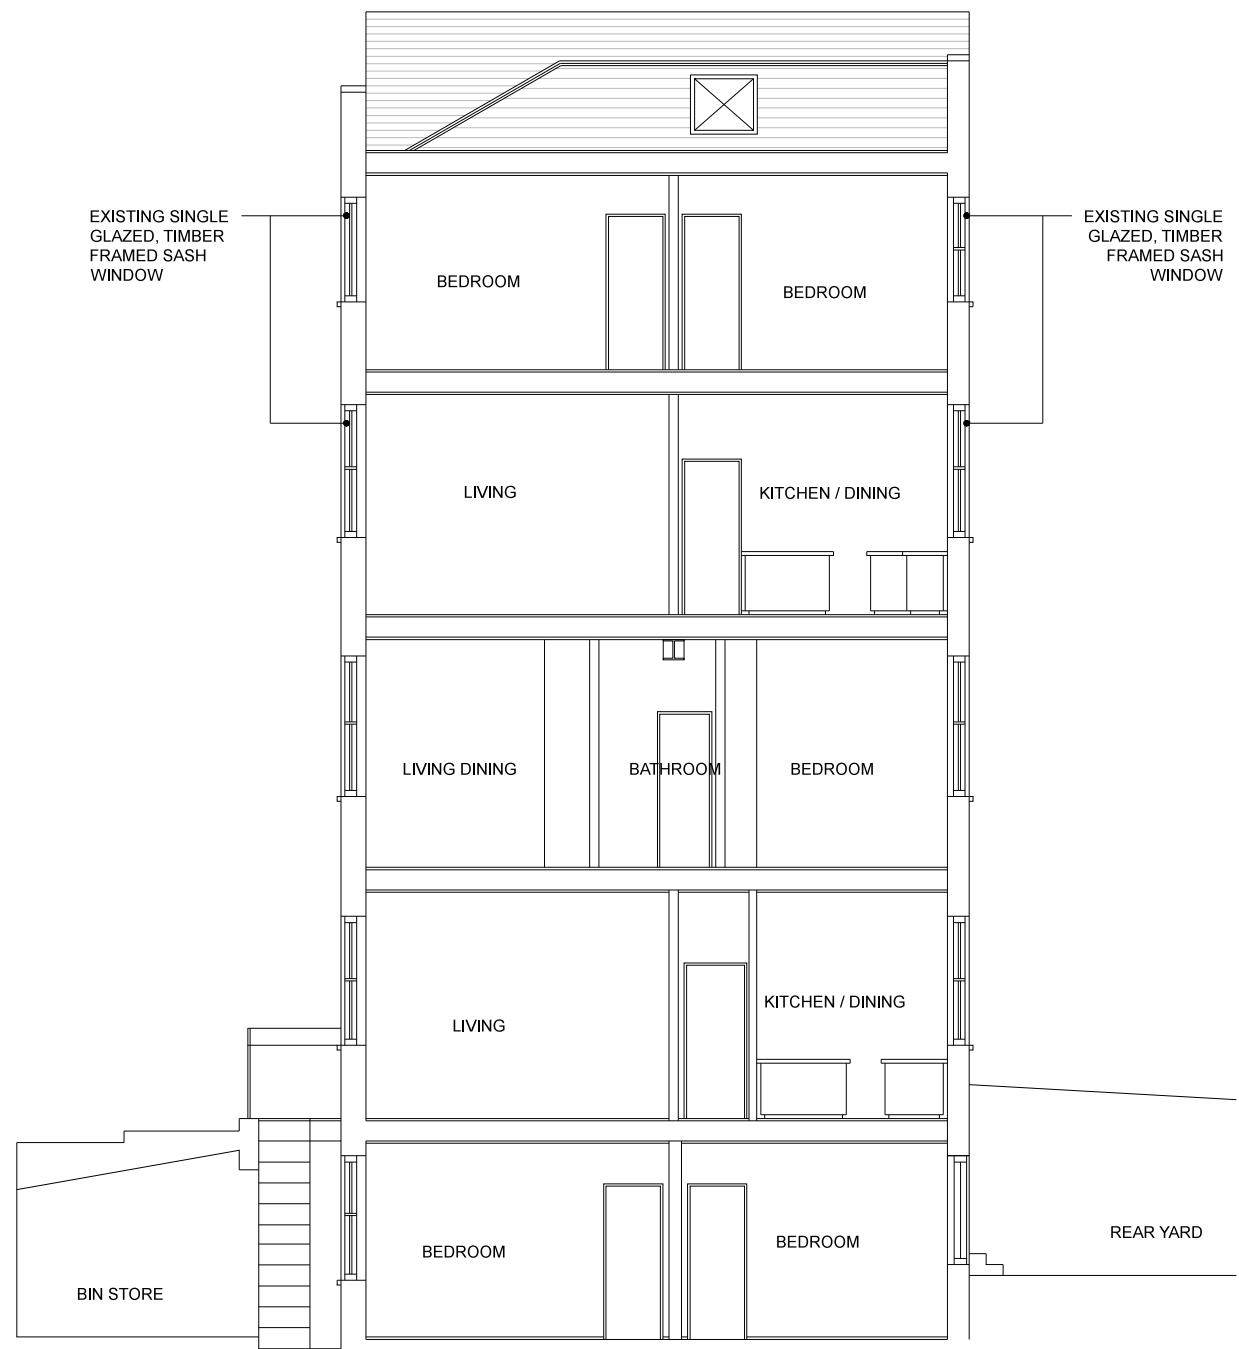 EXISTING SINGLE
GLAZED, TIMBER
FRAMED SASH
WINDOW
EXISTING SINGLE
GLAZED, TIMBER
FRAMED SASH
WINDOW
BEDROOM
BEDROOM
LIVING
KITCHEN / DINING
LIVING DINING
BATHROOM
BEDROOM
LIVING
KITCHEN / DINING
BEDROOM
BEDROOM
REAR YARD
BIN STORE